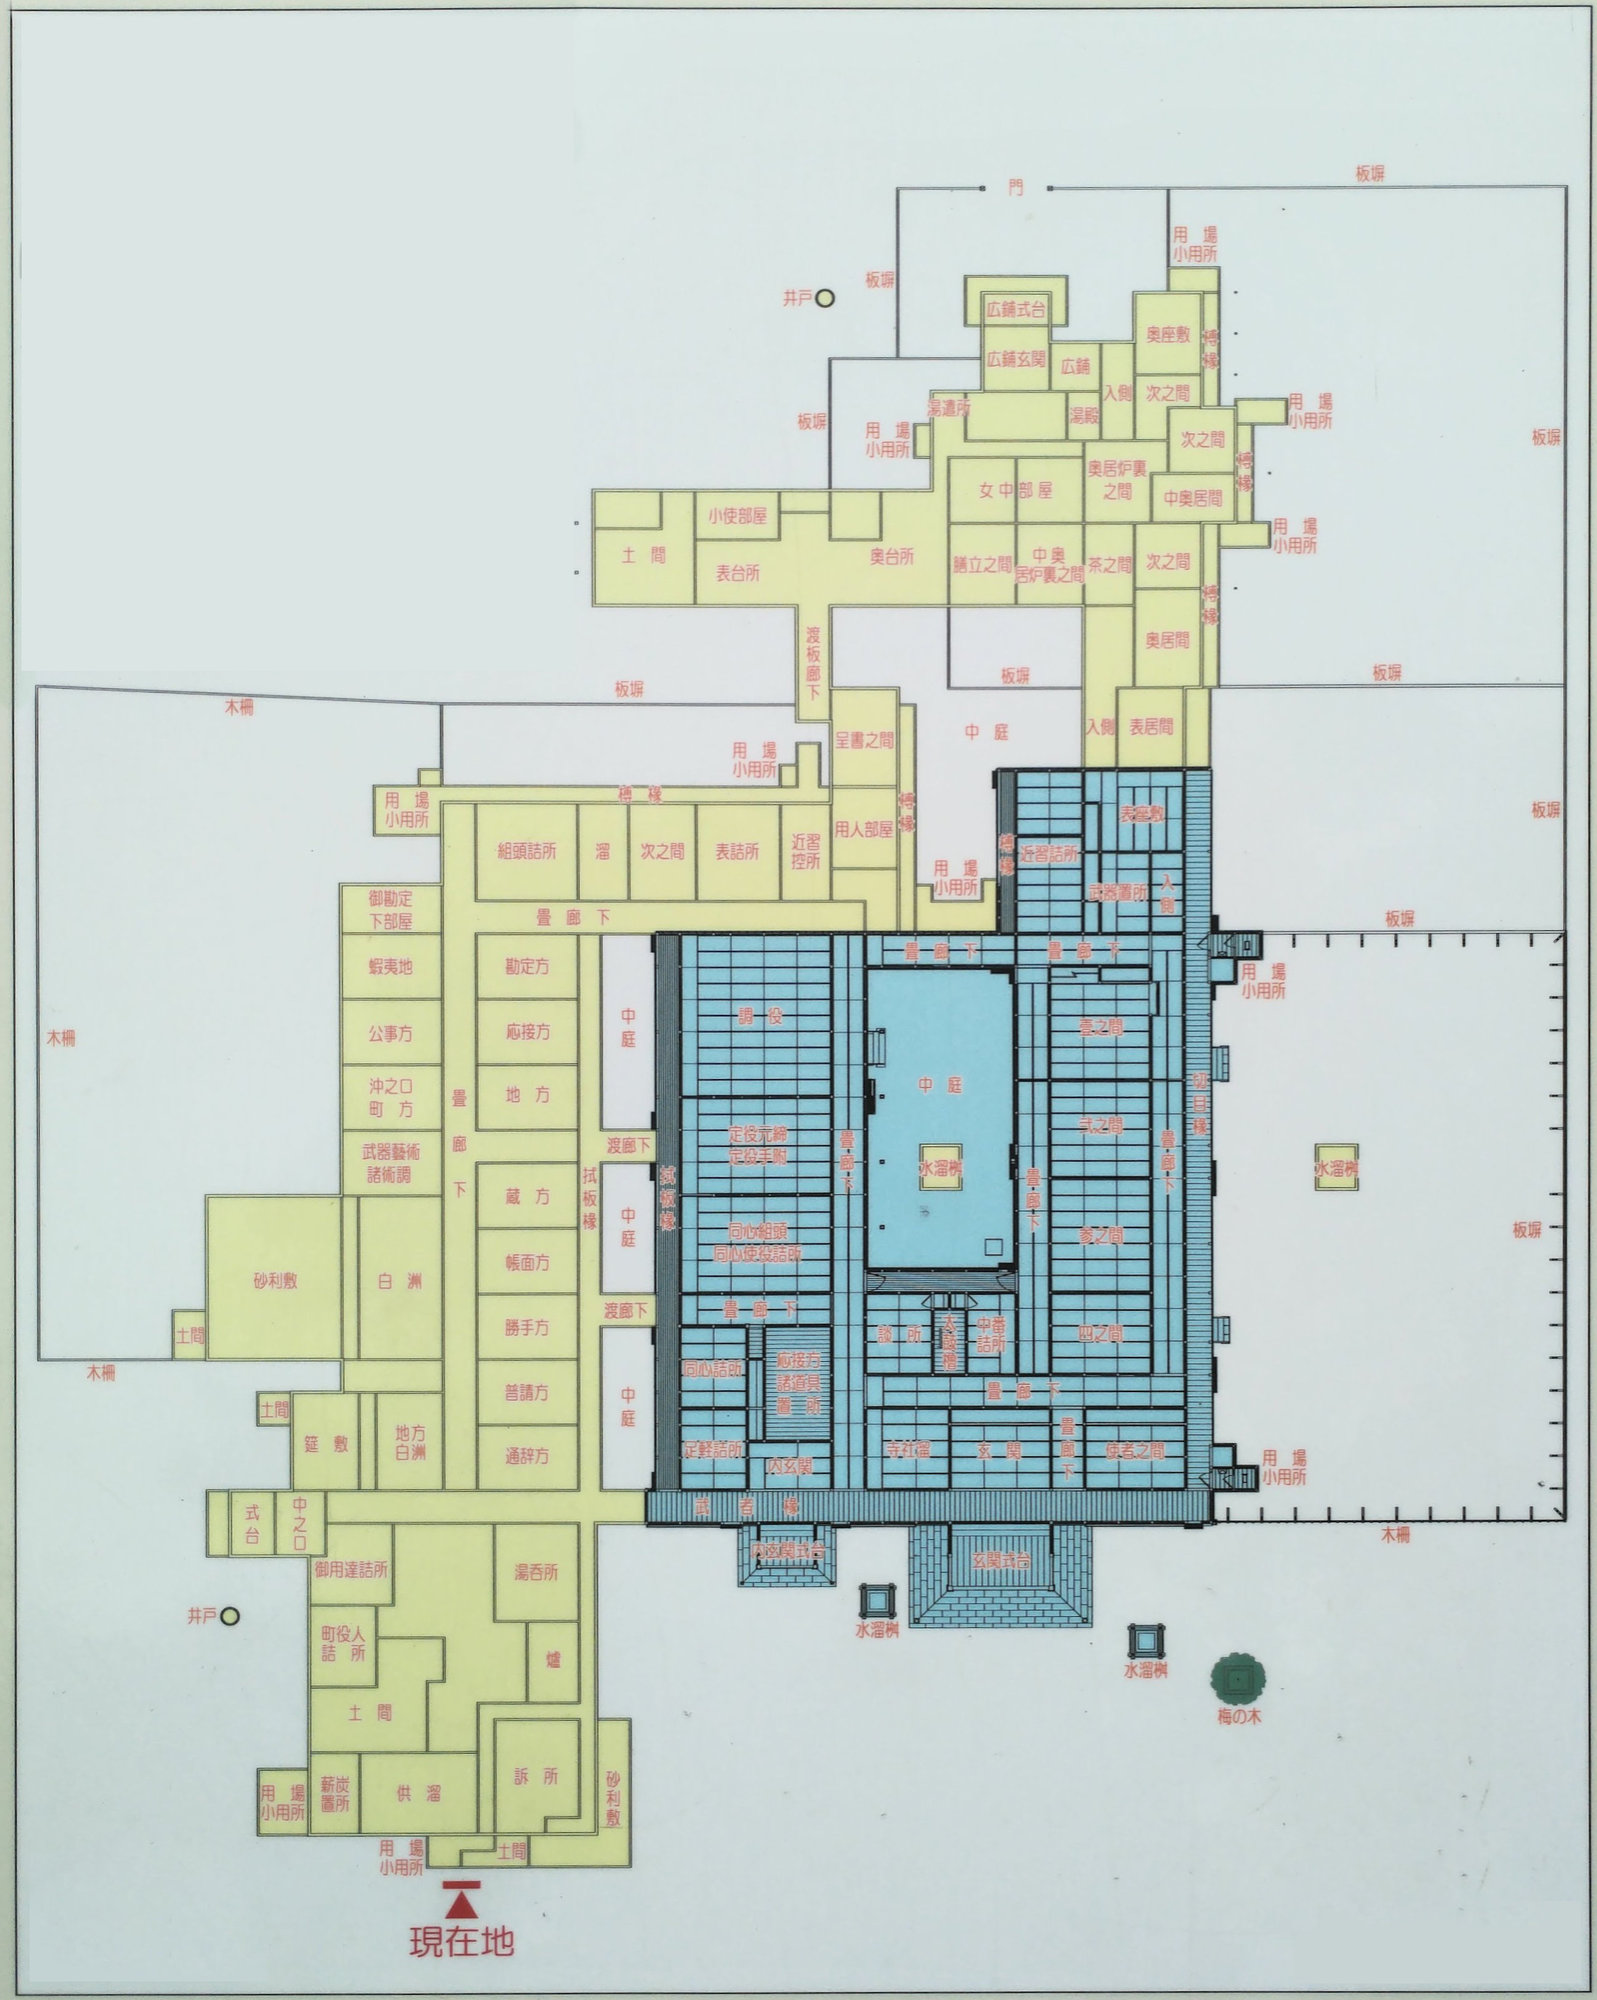 板塀
門
用場
小用所
板塀
井戸
広鋪式台
奥座敷
榑縁
広鋪玄関
広鋪
入側
次之間
湯遣所
湯殿
用場
小用所
板塀
用場
小用所
次之間
板塀
榑縁
奥居炉裏
之間
女中部屋
中奥居間
小使部屋
用場
小用所
土間
表台所
奥台所
膳立之間
中奥
居炉裏之間
茶之間
次之間
榑縁
渡板廊下
奥居間
板塀
板塀
板塀
木柵
中庭
入側
表居間
呈書之間
用場
小用所
榑縁
榑縁
用場
小用所
用人部屋
表座敷
板塀
組頭詰所
溜
次之間
表詰所
近習
控所
榑縁
近習詰所
武器置所
入側
用場
小用所
御勘定
下部屋
畳廊下
板塀
蝦夷地
勘定方
畳廊下
畳廊下
用場
小用所
公事方
応接方
中庭
調役
壱之間
木柵
沖之口
町方
地方
中庭
切目縁
畳廊下
武器藝術
諸術調
渡廊下
定役元締
定役手附
畳廊下
水溜桝
弐之間
畳廊下
水溜桝
蔵方
拭板縁
中庭
拭板縁
同心組頭
同心使役詰所
畳廊下
参之間
板塀
砂利敷
白洲
帳面方
土間
勝手方
渡廊下
畳廊下
談所
太鼓櫓
中番
詰所
四之間
木柵
普請方
中庭
同心詰所
応接方
諸道具
置所
畳廊下
土間
筵敷
地方
白洲
通辞方
足軽詰所
内玄関
寺社溜
玄関
畳廊下
使者之間
用場
小用所
式台
中之口
武者縁
木柵
御用達詰所
湯呑所
内玄関式台
玄関式台
井戸
町役人
詰所
爐
水溜桝
水溜桝
梅の木
土間
薪炭
置所
供溜
訴所
砂利敷
用場
小用所
用場
小用所
土間
現在地